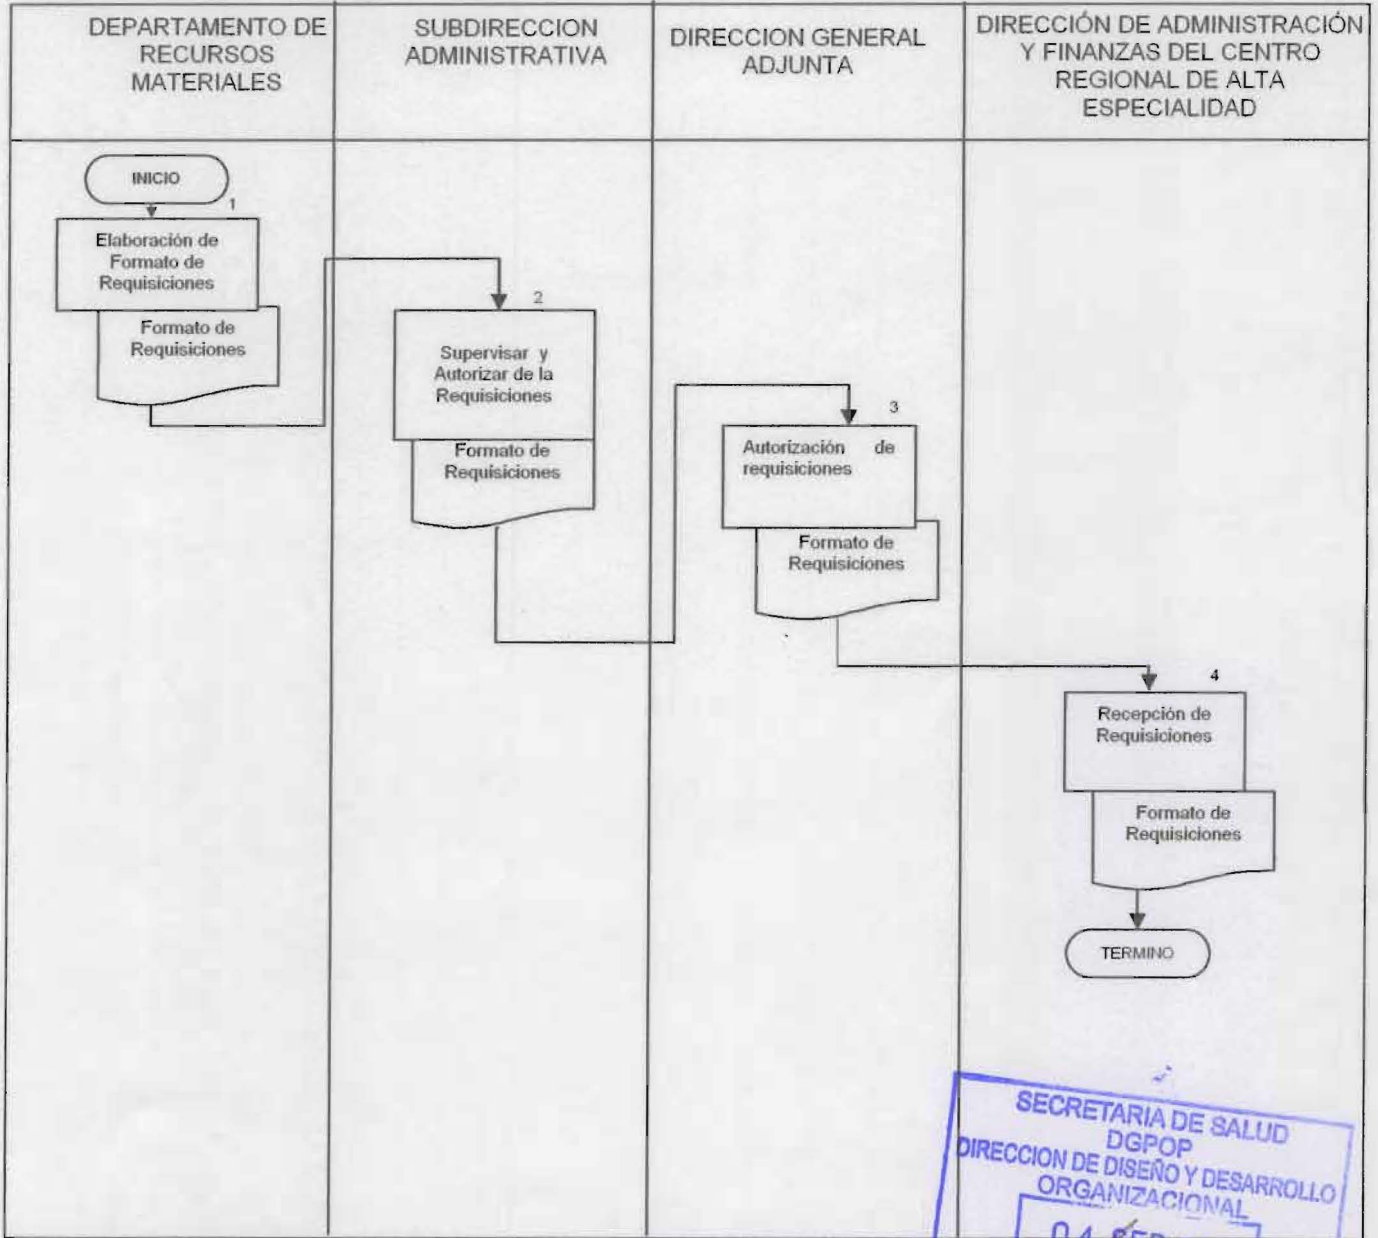 DEPARTAMENTO DE
RECURSOS
MATERIALES
SUBDIRECCION
ADMINISTRATIVA
DIRECCION GENERAL
ADJUNTA
DIRECCIÓN DE ADMINISTRACIÓN
Y FINANZAS DEL CENTRO
REGIONAL DE ALTA
ESPECIALIDAD
INICIO
1
Elaboración de
Formato de
Requisiciones
Formato de
Requisiciones
2
Supervisar y
Autorizar de la
Requisiciones
Formato de
Requisiciones
3
Autorización de
requisiciones
Formato de
Requisiciones
4
Recepción de
Requisiciones
Formato de
Requisiciones
TERMINO
SECRETARIA DE SALUD
DGPOP
DIRECCION DE DISEÑO Y DESARROLLO
ORGANIZACIONAL
04 SEP